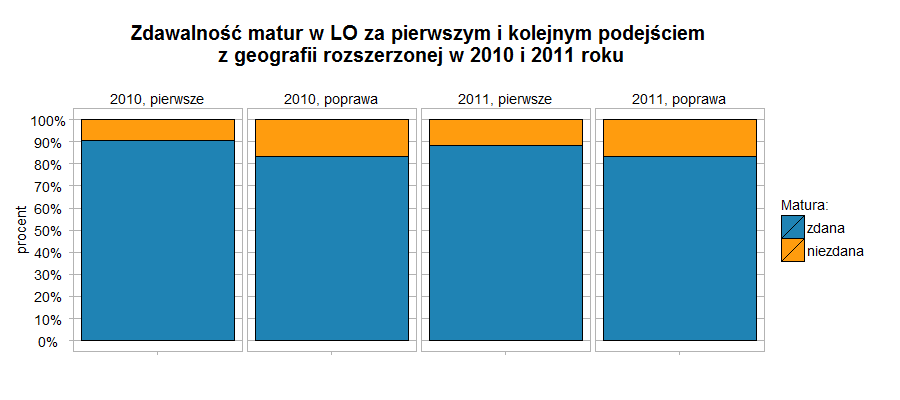 Zdawalność matur w LO za pierwszym i kolejnym podejściem
z geografii rozszerzonej w 2010 i 2011 roku
2010, pierwsze
2010, poprawa
2011, pierwsze
2011, poprawa
100%
90%
80%
70%
60%
50%
40%
30%
20%
10%
0%
procent
Matura:
zdana
niezdana